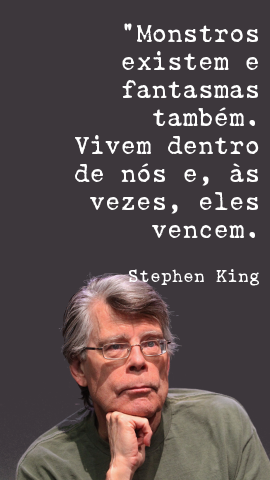 "Monstros
existem e
fantasmas
também.
Vivem dentro
de nós e, às
vezes, eles
vencem.
Stephen King